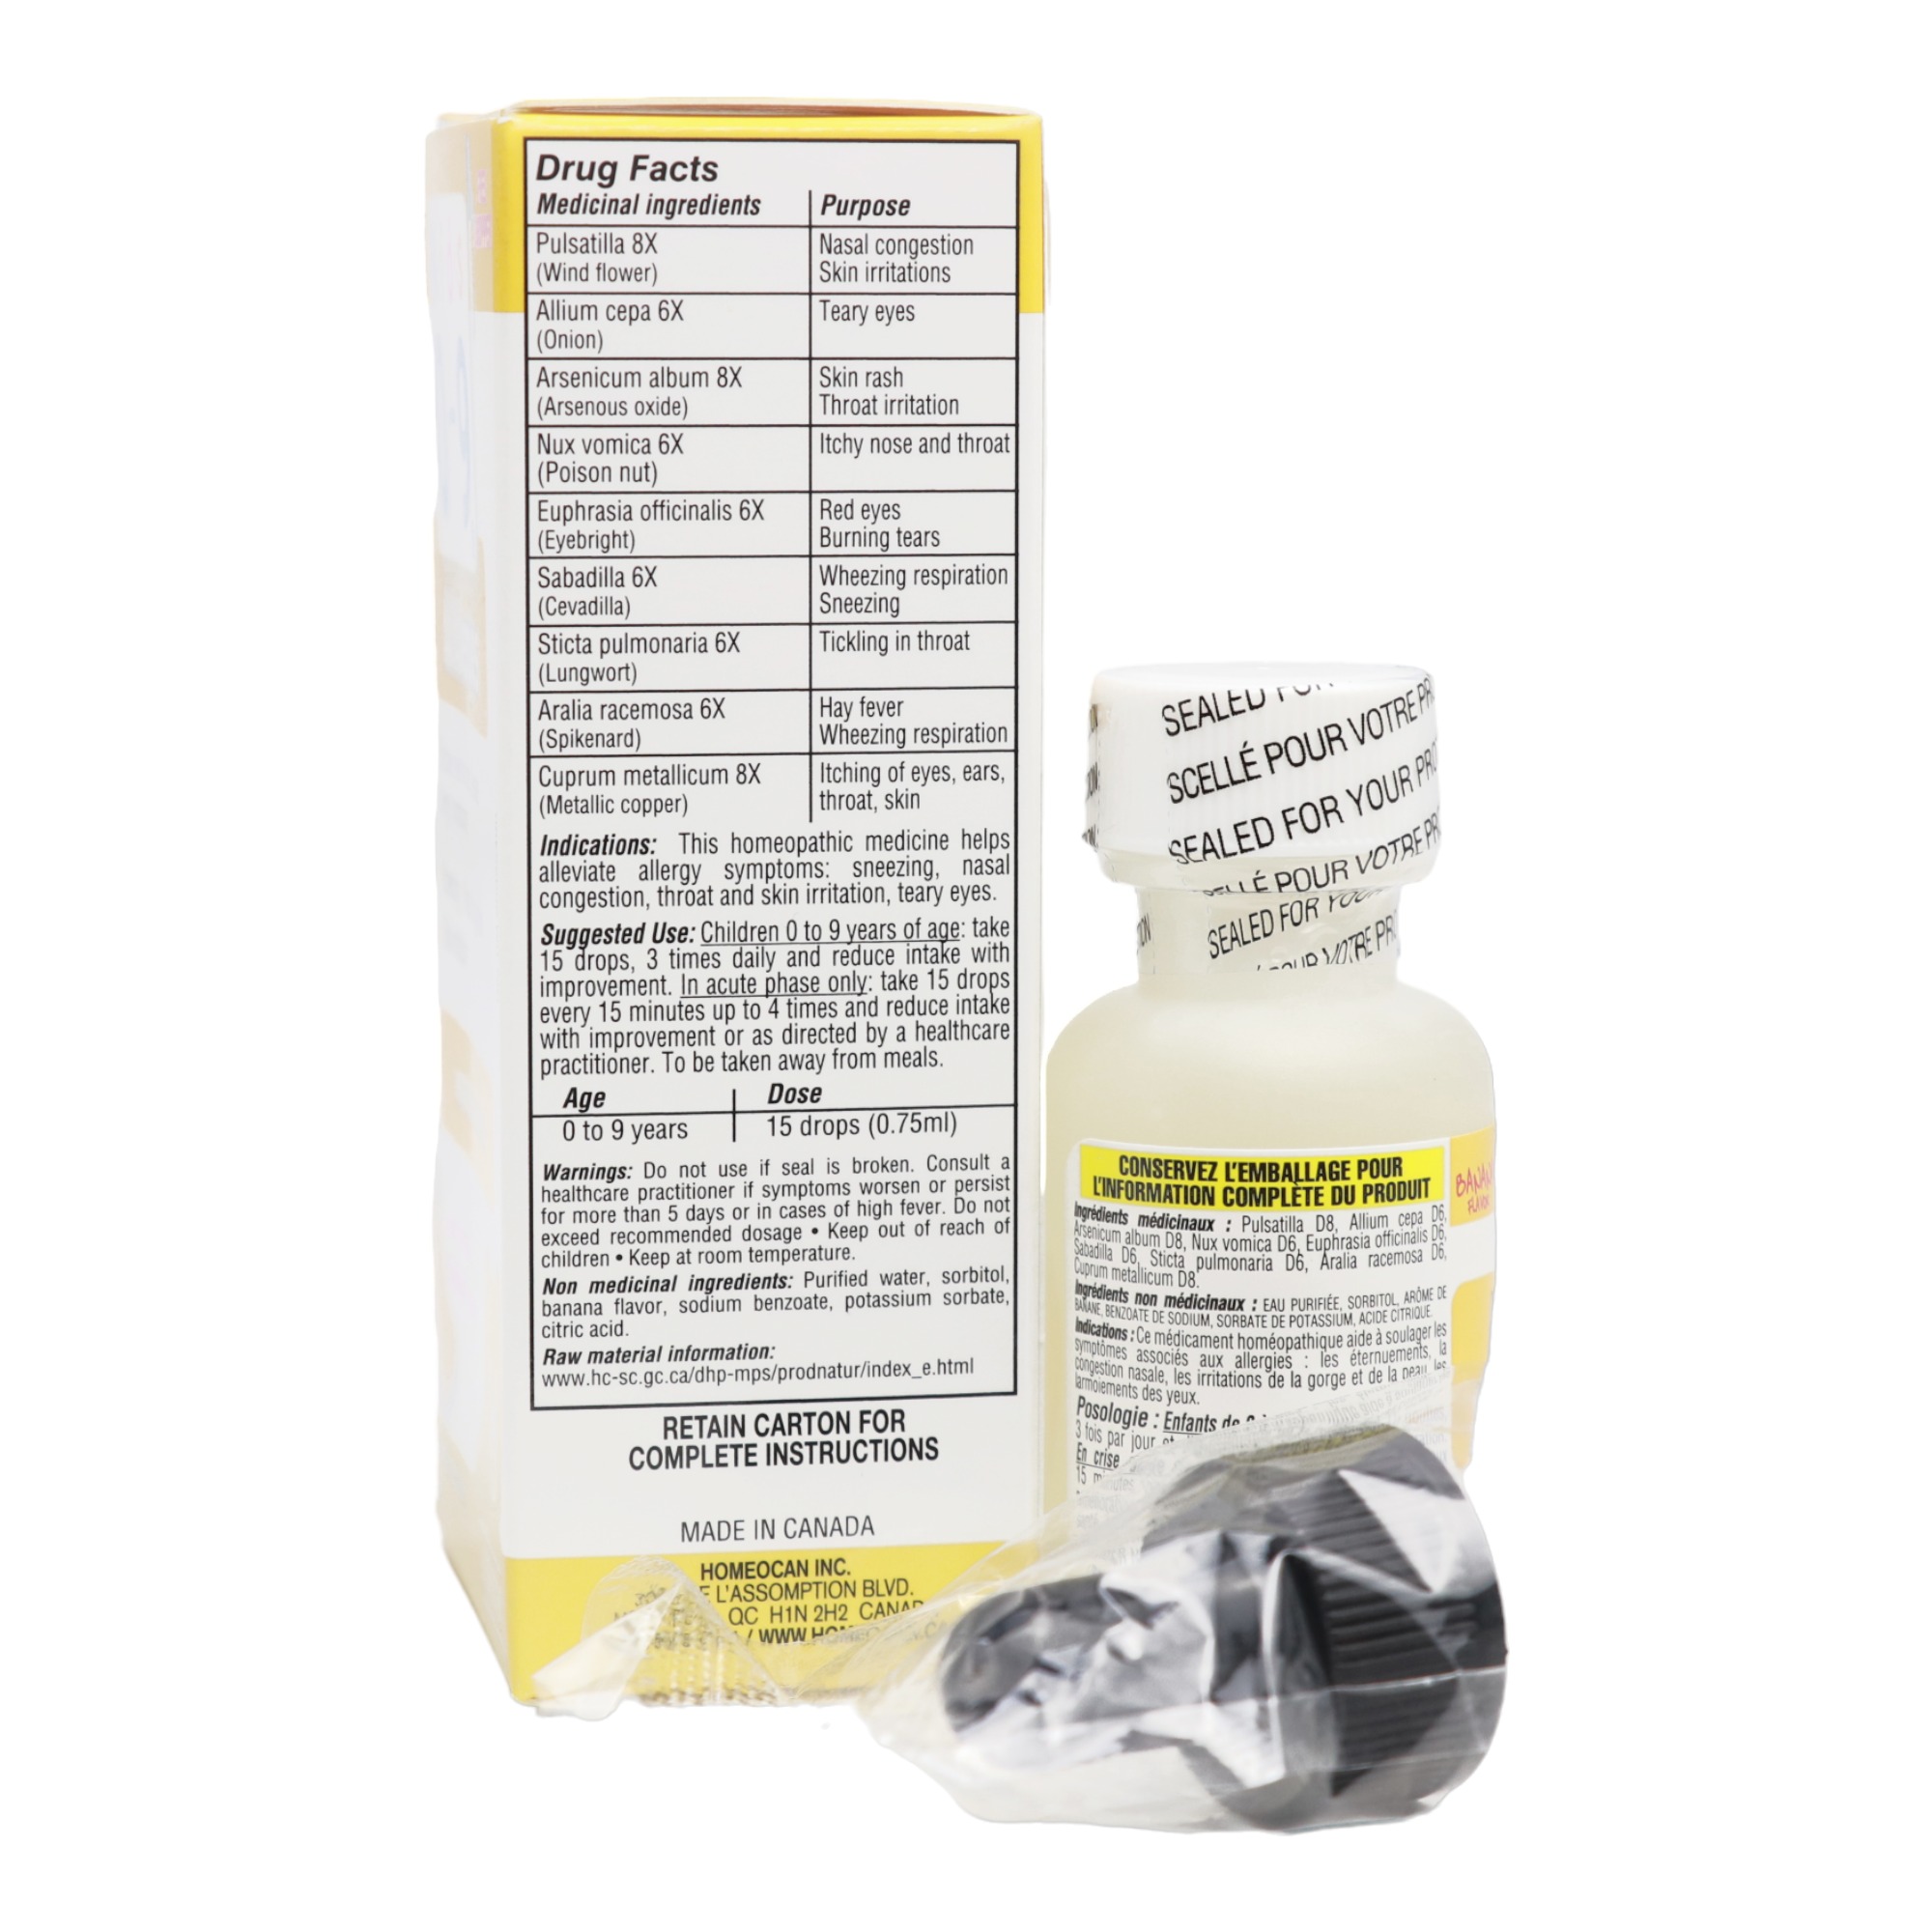 Drug Facts
Medicinal ingredients Purpose
Pulsatilla 8X Nasal congestion
(Wind flower) Skin irritations
Allium cepa 6X Teary eyes
(Onion)
Arsenicum album 8X Skin rash
(Arsenous oxide) Throat irritation
Nux vomica 6X Itchy nose and throat
(Poison nut)
Euphrasia officinalis 6X Red eyes
(Eyebright) Burning tears
Sabadilla 6X Wheezing respiration
(Cevadilla) Sneezing
Sticta pulmonaria 6X Tickling in throat
(Lungwort)
Aralia racemosa 6X Hay fever
(Spikenard) Wheezing respiration
Cuprum metallicum 8X Itching of eyes, ears,
(Metallic copper) throat, skin
Indications: This homeopathic medicine helps
alleviate allergy symptoms: sneezing, nasal
congestion, throat and skin irritation, teary eyes.
Suggested Use: Children 0 to 9 years of age: take
15 drops, 3 times daily and reduce intake with
improvement. In acute phase only: take 15 drops
every 15 minutes up to 4 times and reduce intake
with improvement or as directed by a healthcare
practitioner. To be taken away from meals.
Age Dose
0 to 9 years 15 drops (0.75ml)
Warnings: Do not use if seal is broken. Consult a
healthcare practitioner if symptoms worsen or persist
for more than 5 days or in cases of high fever. Do not
exceed recommended dosage • Keep out of reach of
children • Keep at room temperature.
Non medicinal ingredients: Purified water, sorbitol,
banana flavor, sodium benzoate, potassium sorbate,
citric acid.
Raw material information:
www.hc-sc.gc.ca/dhp-mps/prodnatur/index_e.html
RETAIN CARTON FOR
COMPLETE INSTRUCTIONS
MADE IN CANADA
HOMEOCAN INC.
L'ASSOMPTION BLVD.
QC H1N 2H2
WWW
SEALED
SCELLÉ POUR VOTRE
SEALED FOR YOUR
POUR VOTRE
SEALED FOR
VOTRE
CONSERVEZ L'EMBALLAGE POUR
L'INFORMATION COMPLÈTE DU PRODUIT
Ingrédients médicinaux : Pulsatilla D8, Allium cepa D6,
Arsenicum album D8, Nux vomica D6, Euphrasia officinalis D6,
Sabadilla D6, Sticta pulmonaria D6, Aralia racemosa D6,
Cuprum metallicum D8.
Ingrédients non médicinaux : EAU PURIFIÉE, SORBITOL, ARÔME DE
BANANE, BENZOATE DE SODIUM, SORBATE DE POTASSIUM, ACIDE CITRIQUE.
Indications : Ce médicament homéopathique aide à soulager les
symptômes associés aux allergies : les éternuements, la
congestion nasale, les irritations de la gorge et de la peau, les
larmoiements des yeux.
Posologie : Enfants de
3 fois par jour et
En crise
15 minutes